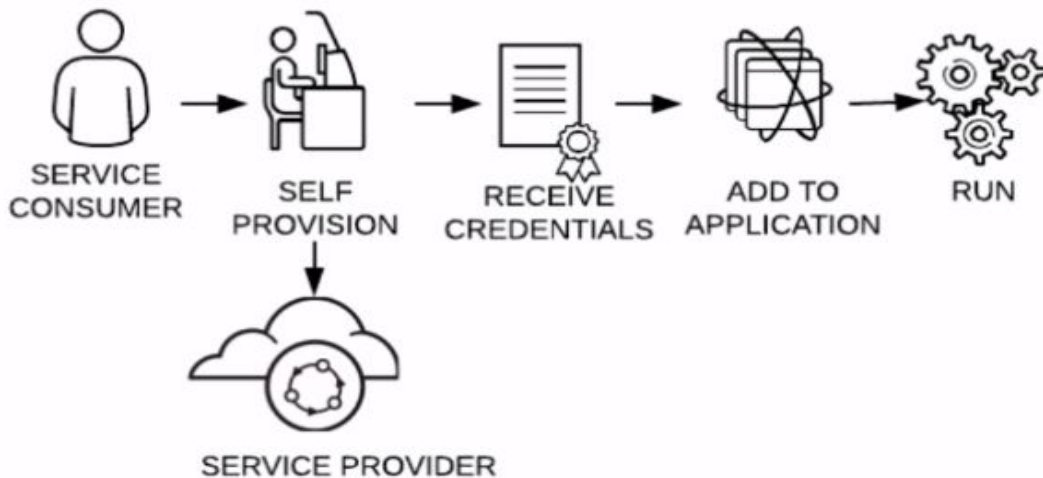 SERVICE
CONSUMER
SELF
PROVISION
RECEIVE
CREDENTIALS
ADD TO
APPLICATION
RUN
SERVICE PROVIDER